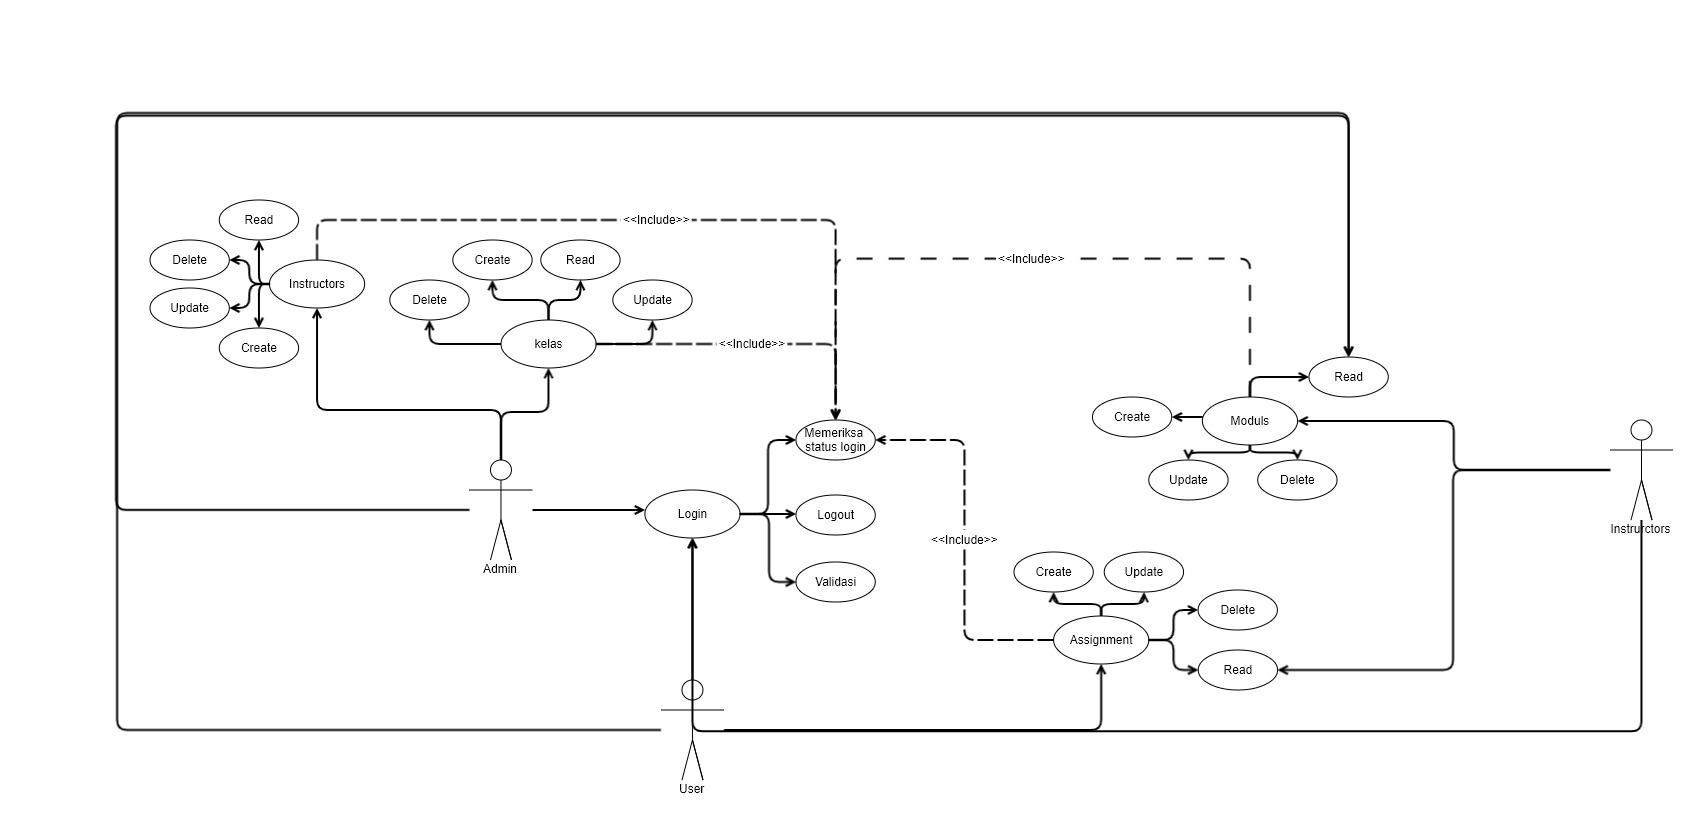 Read
<<Include>>
Delete
Create
Read
<<Include>>
Instructors
Update
Delete
Update
Create
kelas
<<Include>>
Read
Create
Moduls
Memeriksa
status login
Update
Delete
Login
Logout
Instrurctors
Admin
<<Include>>
Validasi
Create
Update
Delete
Assignment
Read
User